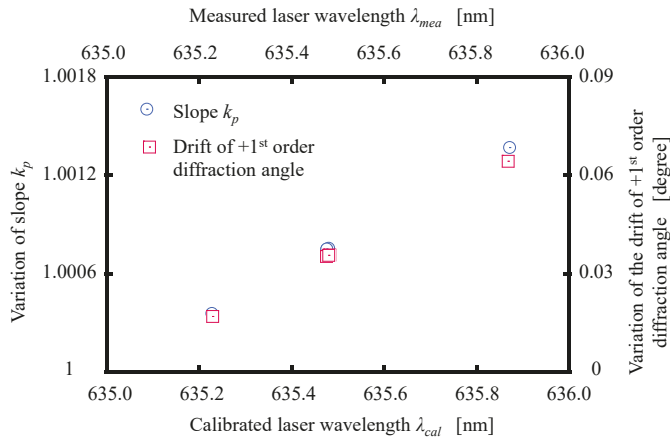 Measured laser wavelength λmea [nm]
635.0 635.2 635.4 635.6 635.8 636.0
1.0018
1.0012
1.0006
1
Variation of slope kp
Slope kp
Drift of +1st order
diffraction angle
0.09
0.06
0.03
0
Variation of the drift of +1st order
diffraction angle [degree]
635.0 635.2 635.4 635.6 635.8 636.0
Calibrated laser wavelength λcal [nm]